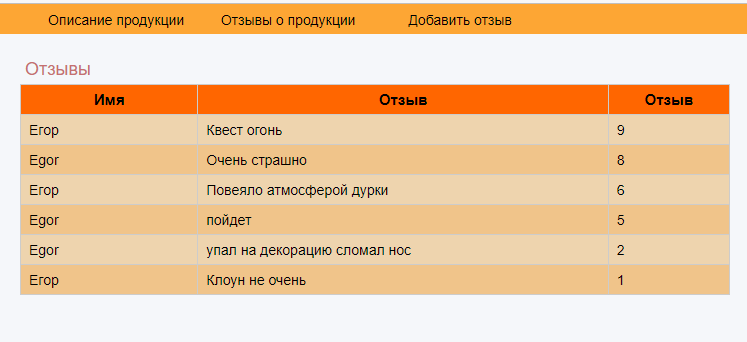 Описание продукции Отзывы о продукции Добавить отзыв
Отзывы
Имя Отзыв Отзыв
Егор Квест огонь 9
Egor Очень страшно 8
Егор Повеяло атмосферой дурки 6
Egor пойдет 5
Egor упал на декорацию сломал нос 2
Егор Клоун не очень 1